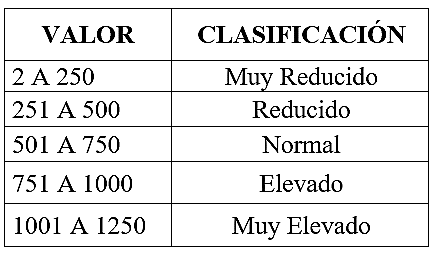 VALOR CLASIFICACIÓN
2 A 250 Muy Reducido
251 A 500 Reducido
501 A 750 Normal
751 A 1000 Elevado
1001 A 1250 Muy Elevado